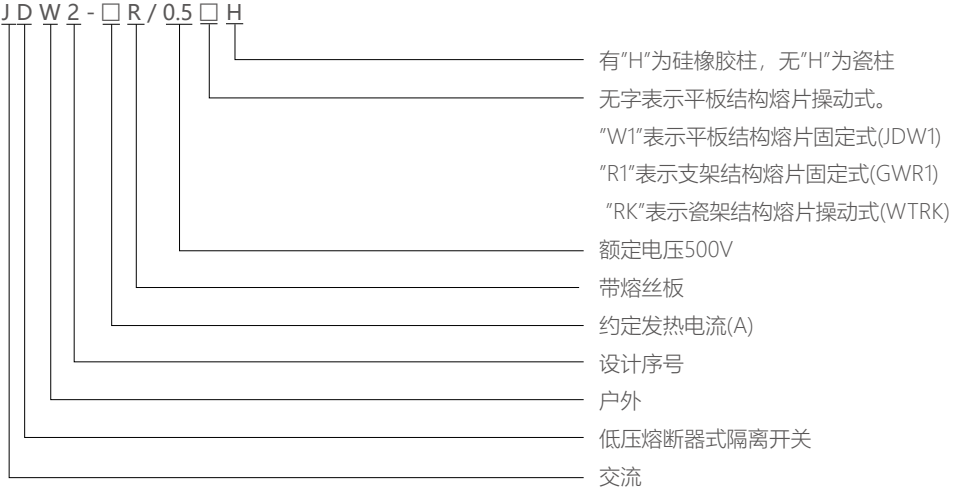 JDW2-□R/0.5□H
有"H"为硅橡胶柱，无"H"为瓷柱
无字表示平板结构熔片操动式。
"W1"表示平板结构熔片固定式(JDW1)
"R1"表示支架结构熔片固定式(GWR1)
"RK"表示瓷架结构熔片操动式(WTRK)
额定电压500V
带熔丝板
约定发热电流(A)
设计序号
户外
低压熔断器式隔离开关
交流